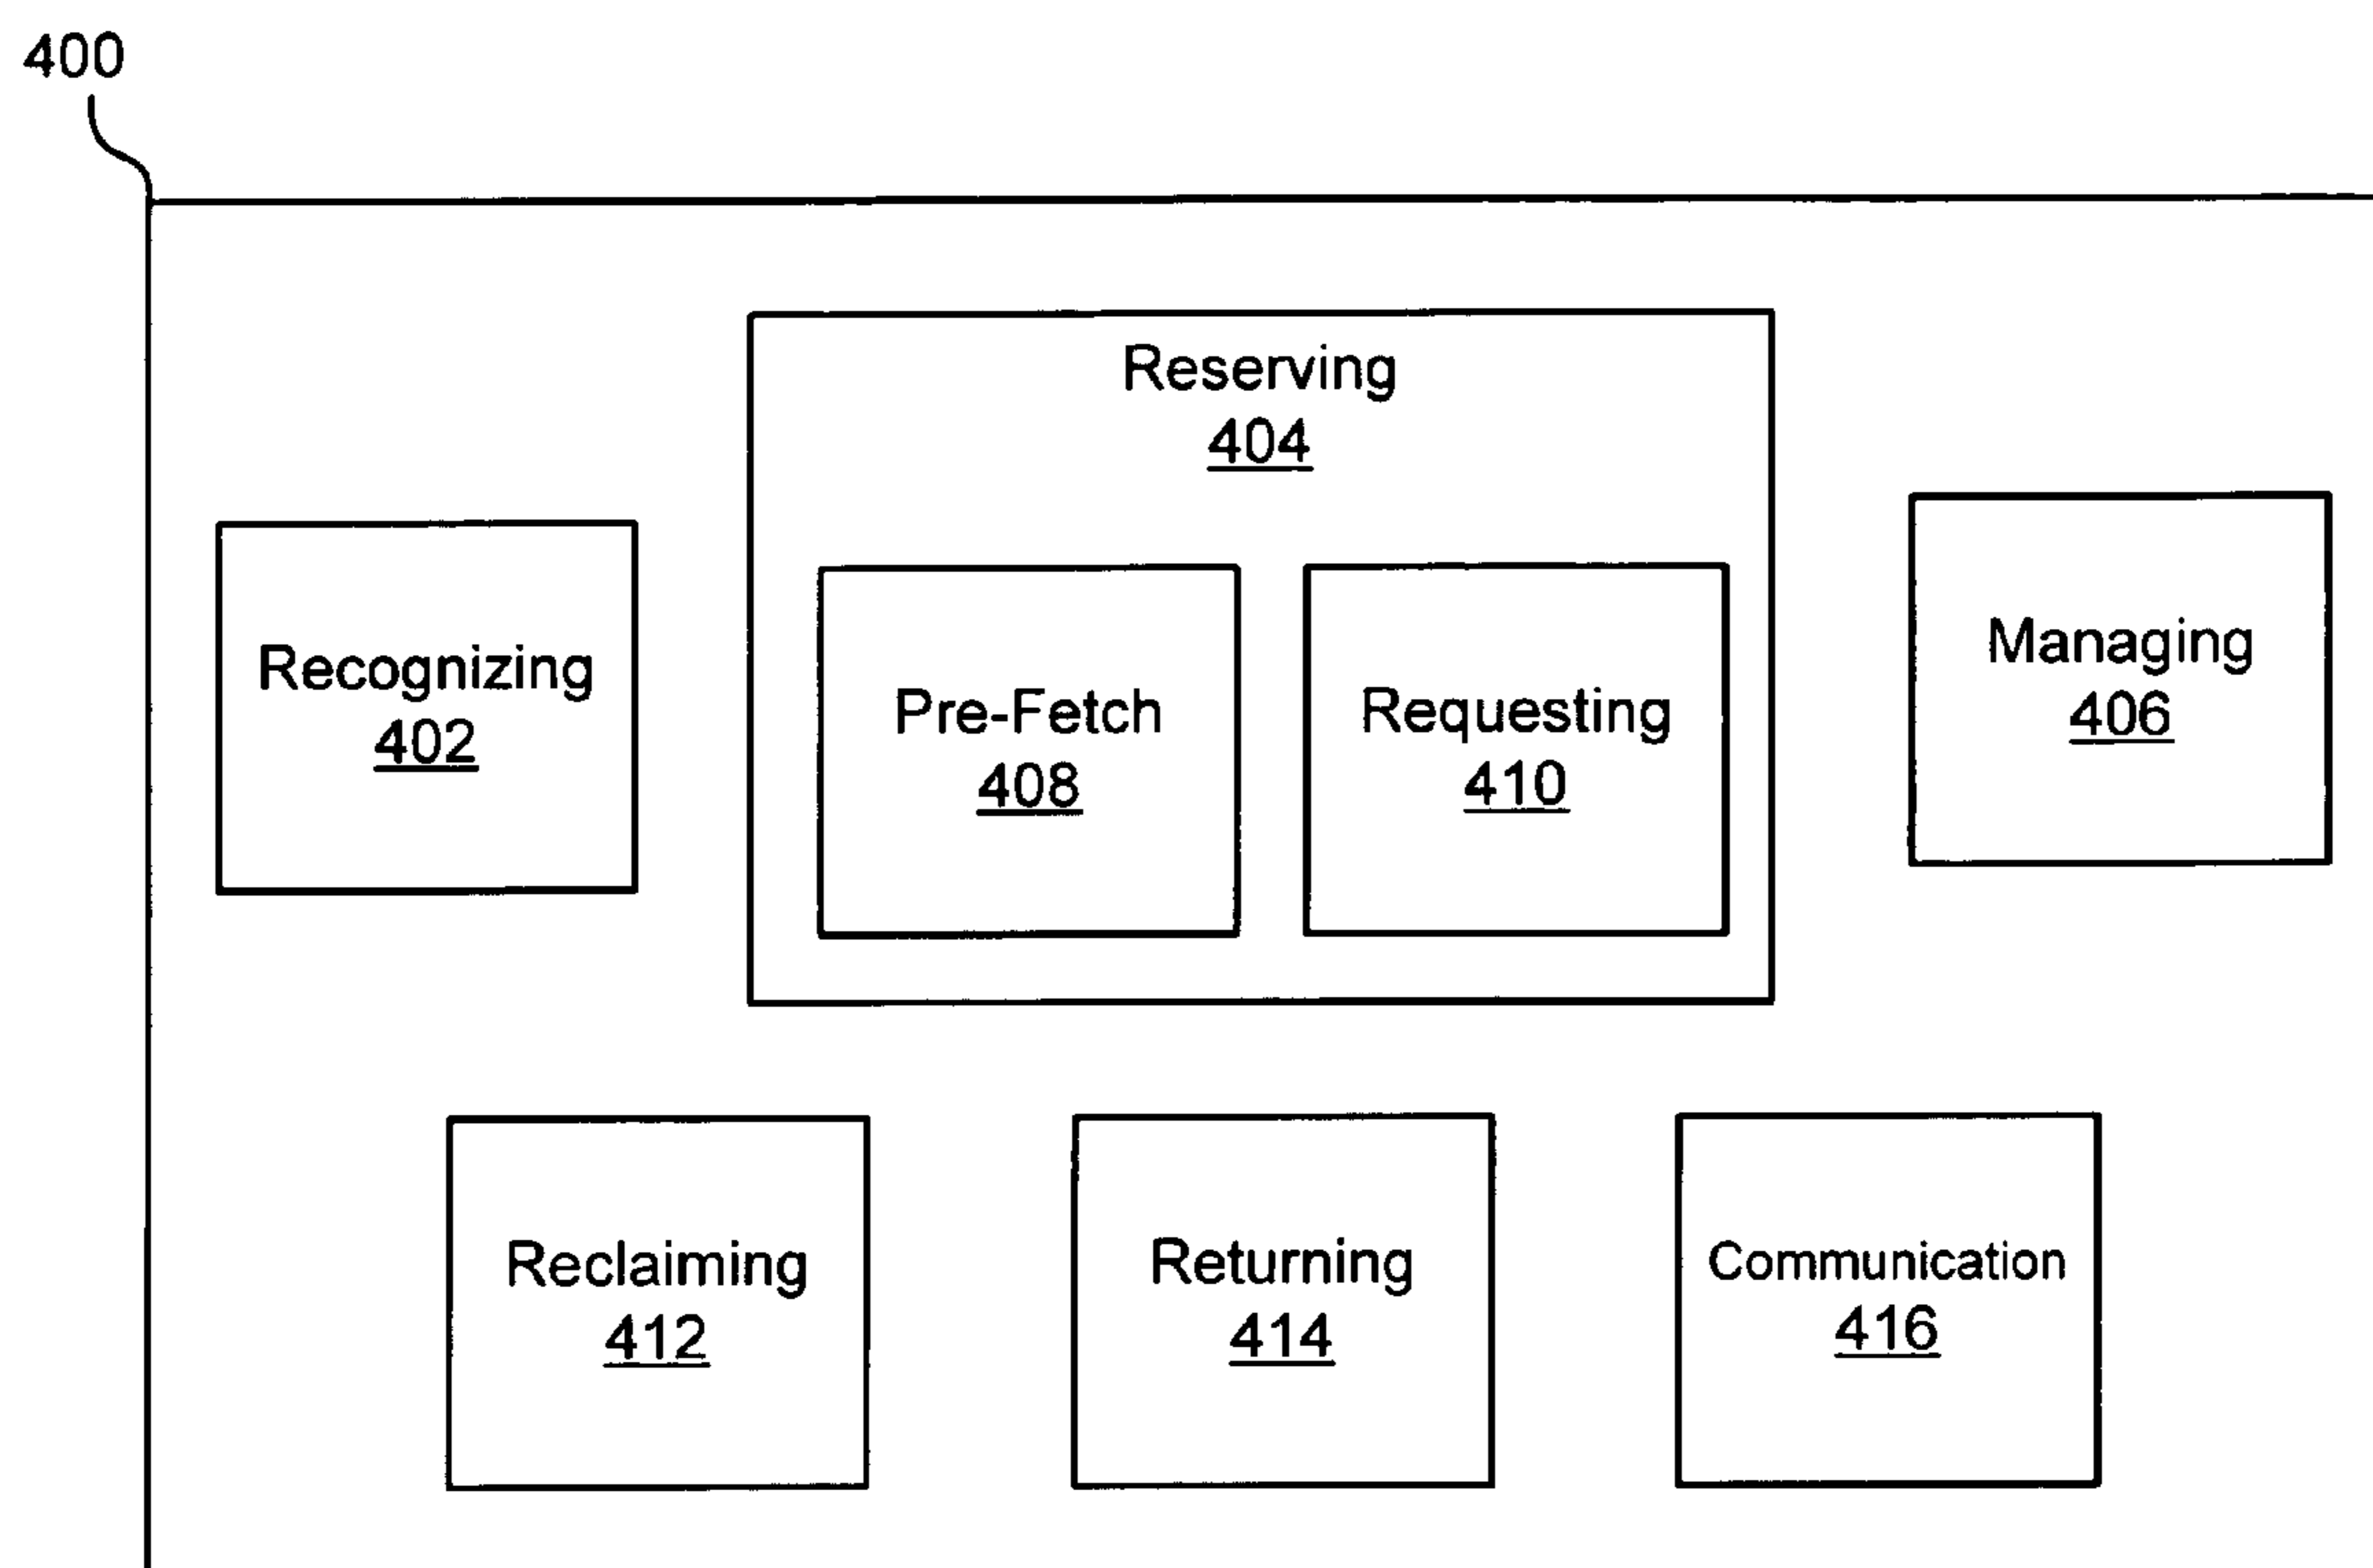 400
Reserving
404
Recognizing
402
Pre-Fetch
408
Requesting
410
Managing
406
Reclaiming
412
Returning
414
Communication
416